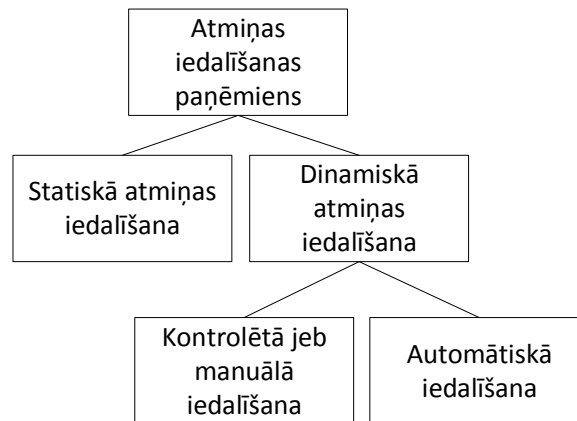 Atmiņas
iedalīšanas
paņēmiens
Statiskā atmiņas
iedalīšana
Dinamiskā
atmiņas
iedalīšana
Kontrolētā jeb
manuālā
iedalīšana
Automātiskā
iedalīšana